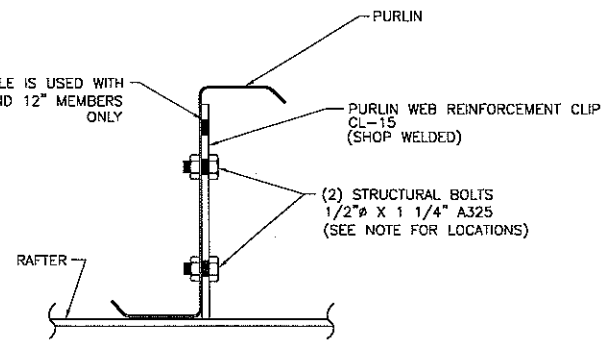 PURLIN
LE IS USED WITH
ND 12" MEMBERS
ONLY
PURLIN WEB REINFORCEMENT CLIP
CL-15
(SHOP WELDED)
(2) STRUCTURAL BOLTS
1/2"ø X 1 1/4" A325
(SEE NOTE FOR LOCATIONS)
RAFTER